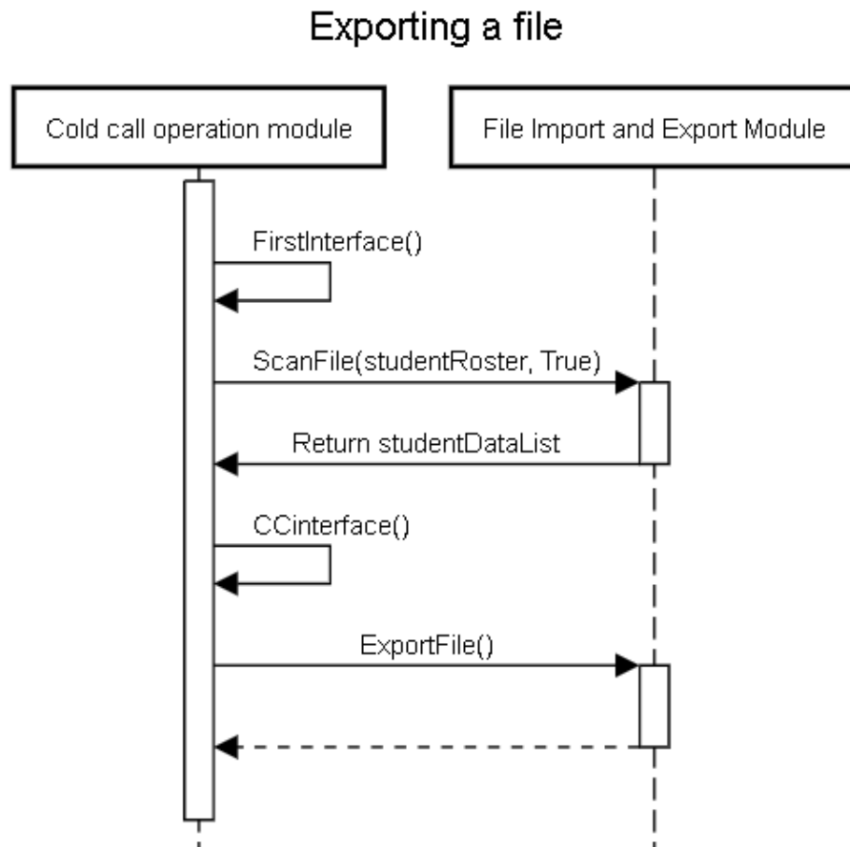 Exporting a file
Cold call operation module
File Import and Export Module
FirstInterface()
ScanFile(studentRoster, True)
Return studentDataList
CCinterface()
ExportFile()